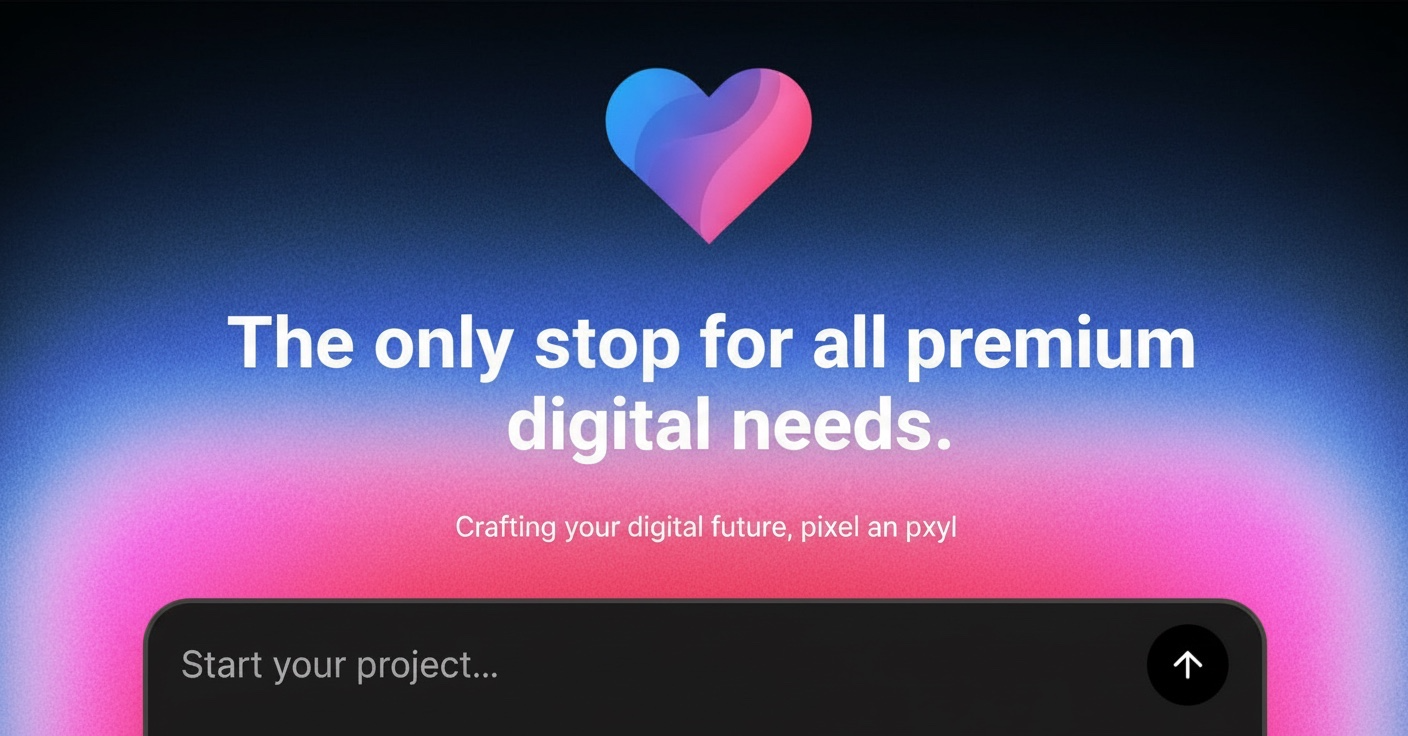 The only stop for all premium
digital needs.
Crafting your digital future, pixel an pxyl
Start your project...